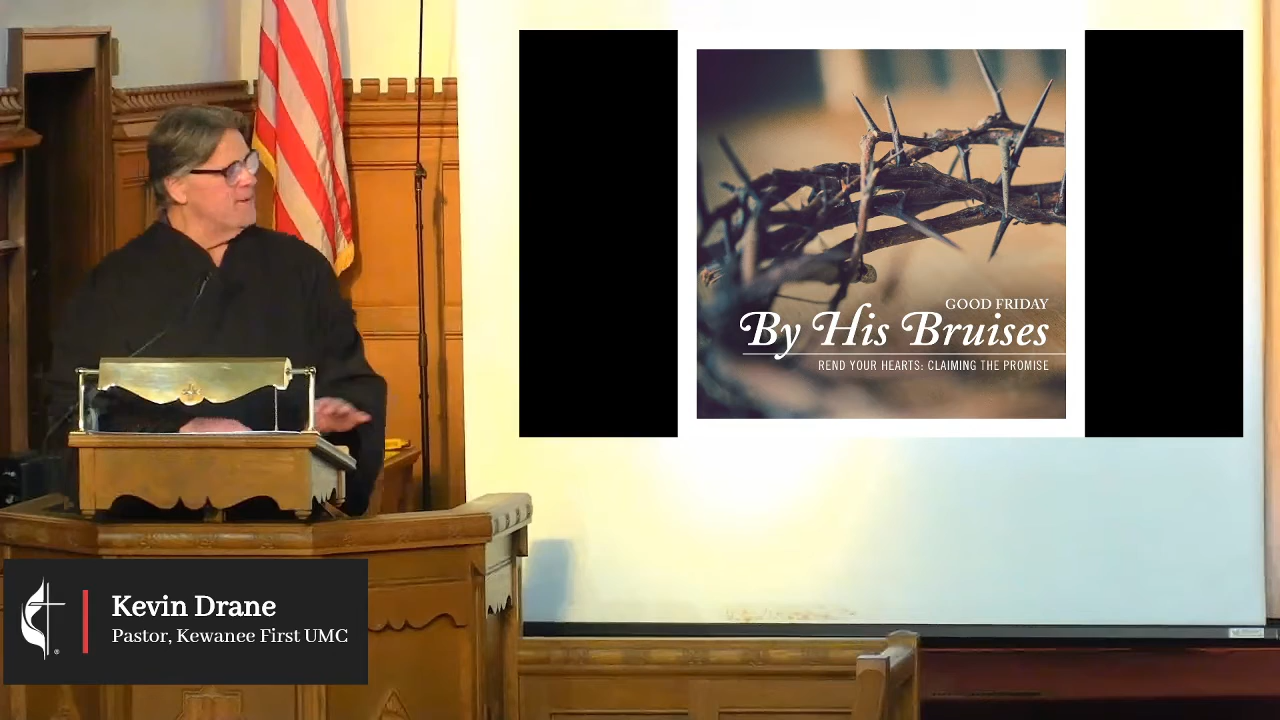 GOOD FRIDAY
By His Bruises
REND YOUR HEARTS: CLAIMING THE PROMISE
Kevin Drane
Pastor, Kewanee First UMC